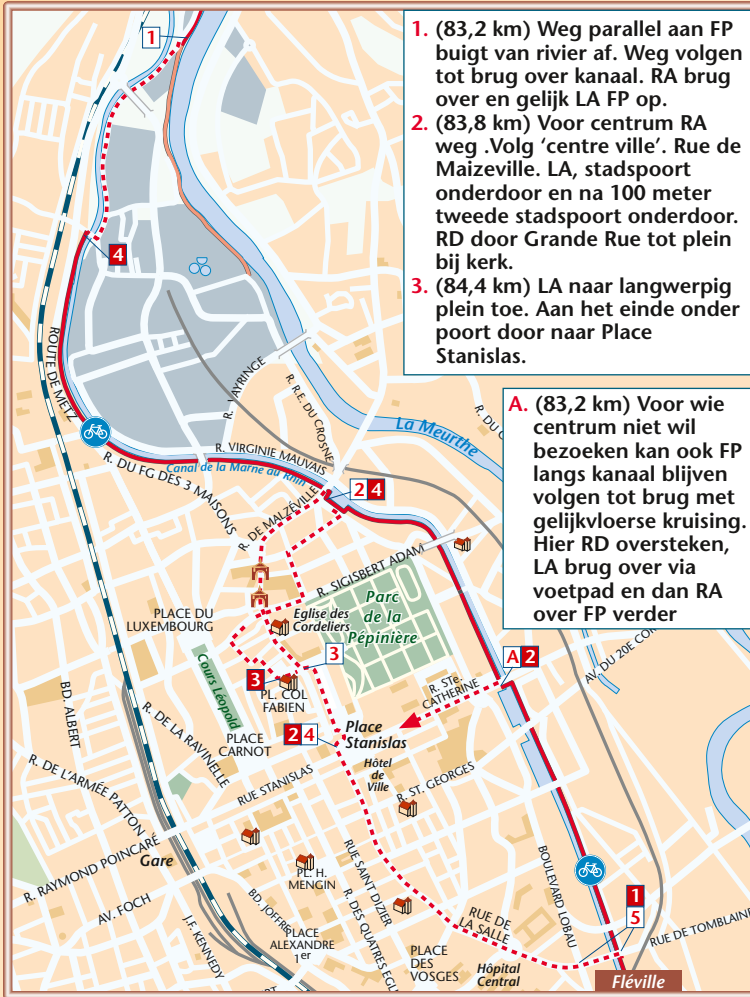 1. (83,2 km) Weg parallel aan FP
buigt van rivier af. Weg volgen
tot brug over kanaal. RA brug
over en gelijk LA FP op.
2. (83,8 km) Voor centrum RA
weg .Volg ‘centre ville’. Rue de
Maizeville. LA, stadspoort
onderdoor en na 100 meter
tweede stadspoort onderdoor.
RD door Grande Rue tot plein
bij kerk.
3. (84,4 km) LA naar langwerpig
plein toe. Aan het einde onder
poort door naar Place
Stanislas.
A. (83,2 km) Voor wie
centrum niet wil
bezoeken kan ook FP
langs kanaal blijven
volgen tot brug met
gelijkvloerse kruising.
Hier RD oversteken,
LA brug over via
voetpad en dan RA
over FP verder
1
4
ROUTE DE METZ
R. VAYRINGE
R. R.E. DU CROSNE
La Meurthe
R. DU C
R. VIRGINIE MAUVAIS
Canal de la Marne au Rhin
R. DU FG DES 3 MAISONS
R. DE MALZÉVILLE
2 4
R. SIGISBERT ADAM
Parc
de la
Pépinière
PLACE DU
LUXEMBOURG
Eglise des
Cordeliers
3
3
PL. COL
FABIEN
Cours Léopold
A 2
AV. DU 20E COR
R. STe.
CATHERINE
BD. ALBERT
R. DE LA RAVINELLE
PLACE
CARNOT
2 4
Place
Stanislas
Hôtel
de
Ville
R. DE L'ARMÉE PATTON
RUE STANISLAS
R. ST. GEORGES
R. RAYMOND POINCARÉ
Gare
PL. H.
MENGIN
RUE SAINT DIZIER
BOULEVARD LOBAU
AV. FOCH
BD. JOFFRE
R. DES QUATRES EGL
RUE DE
LA SALLE
1
5
J.F. KENNEDY
PLACE
ALEXANDRE
1er
PLACE
DES
VOSGES
Hôpital
Central
RUE DE TOMBLAINE
Fléville